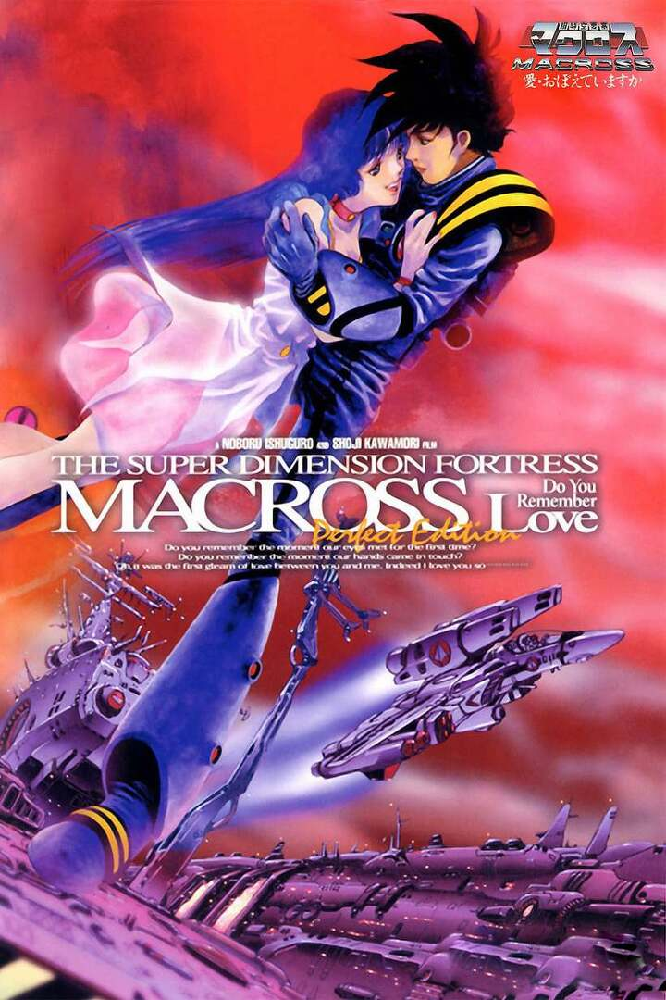 超時空要塞
マクロス
MACROSS
愛・おぼえていますか
A NOBORU ISHUGURO AND SHOJI KAWAMORI FILM
THE SUPER DIMENSION FORTRESS
MACROSS Do You Remember Love
Perfect Edition
Do you remember the moment our eyes met for the first time?
Do you remember the moment our hands came in touch?
Oh, it was the first gleam of love between you and me. Indeed I love you so